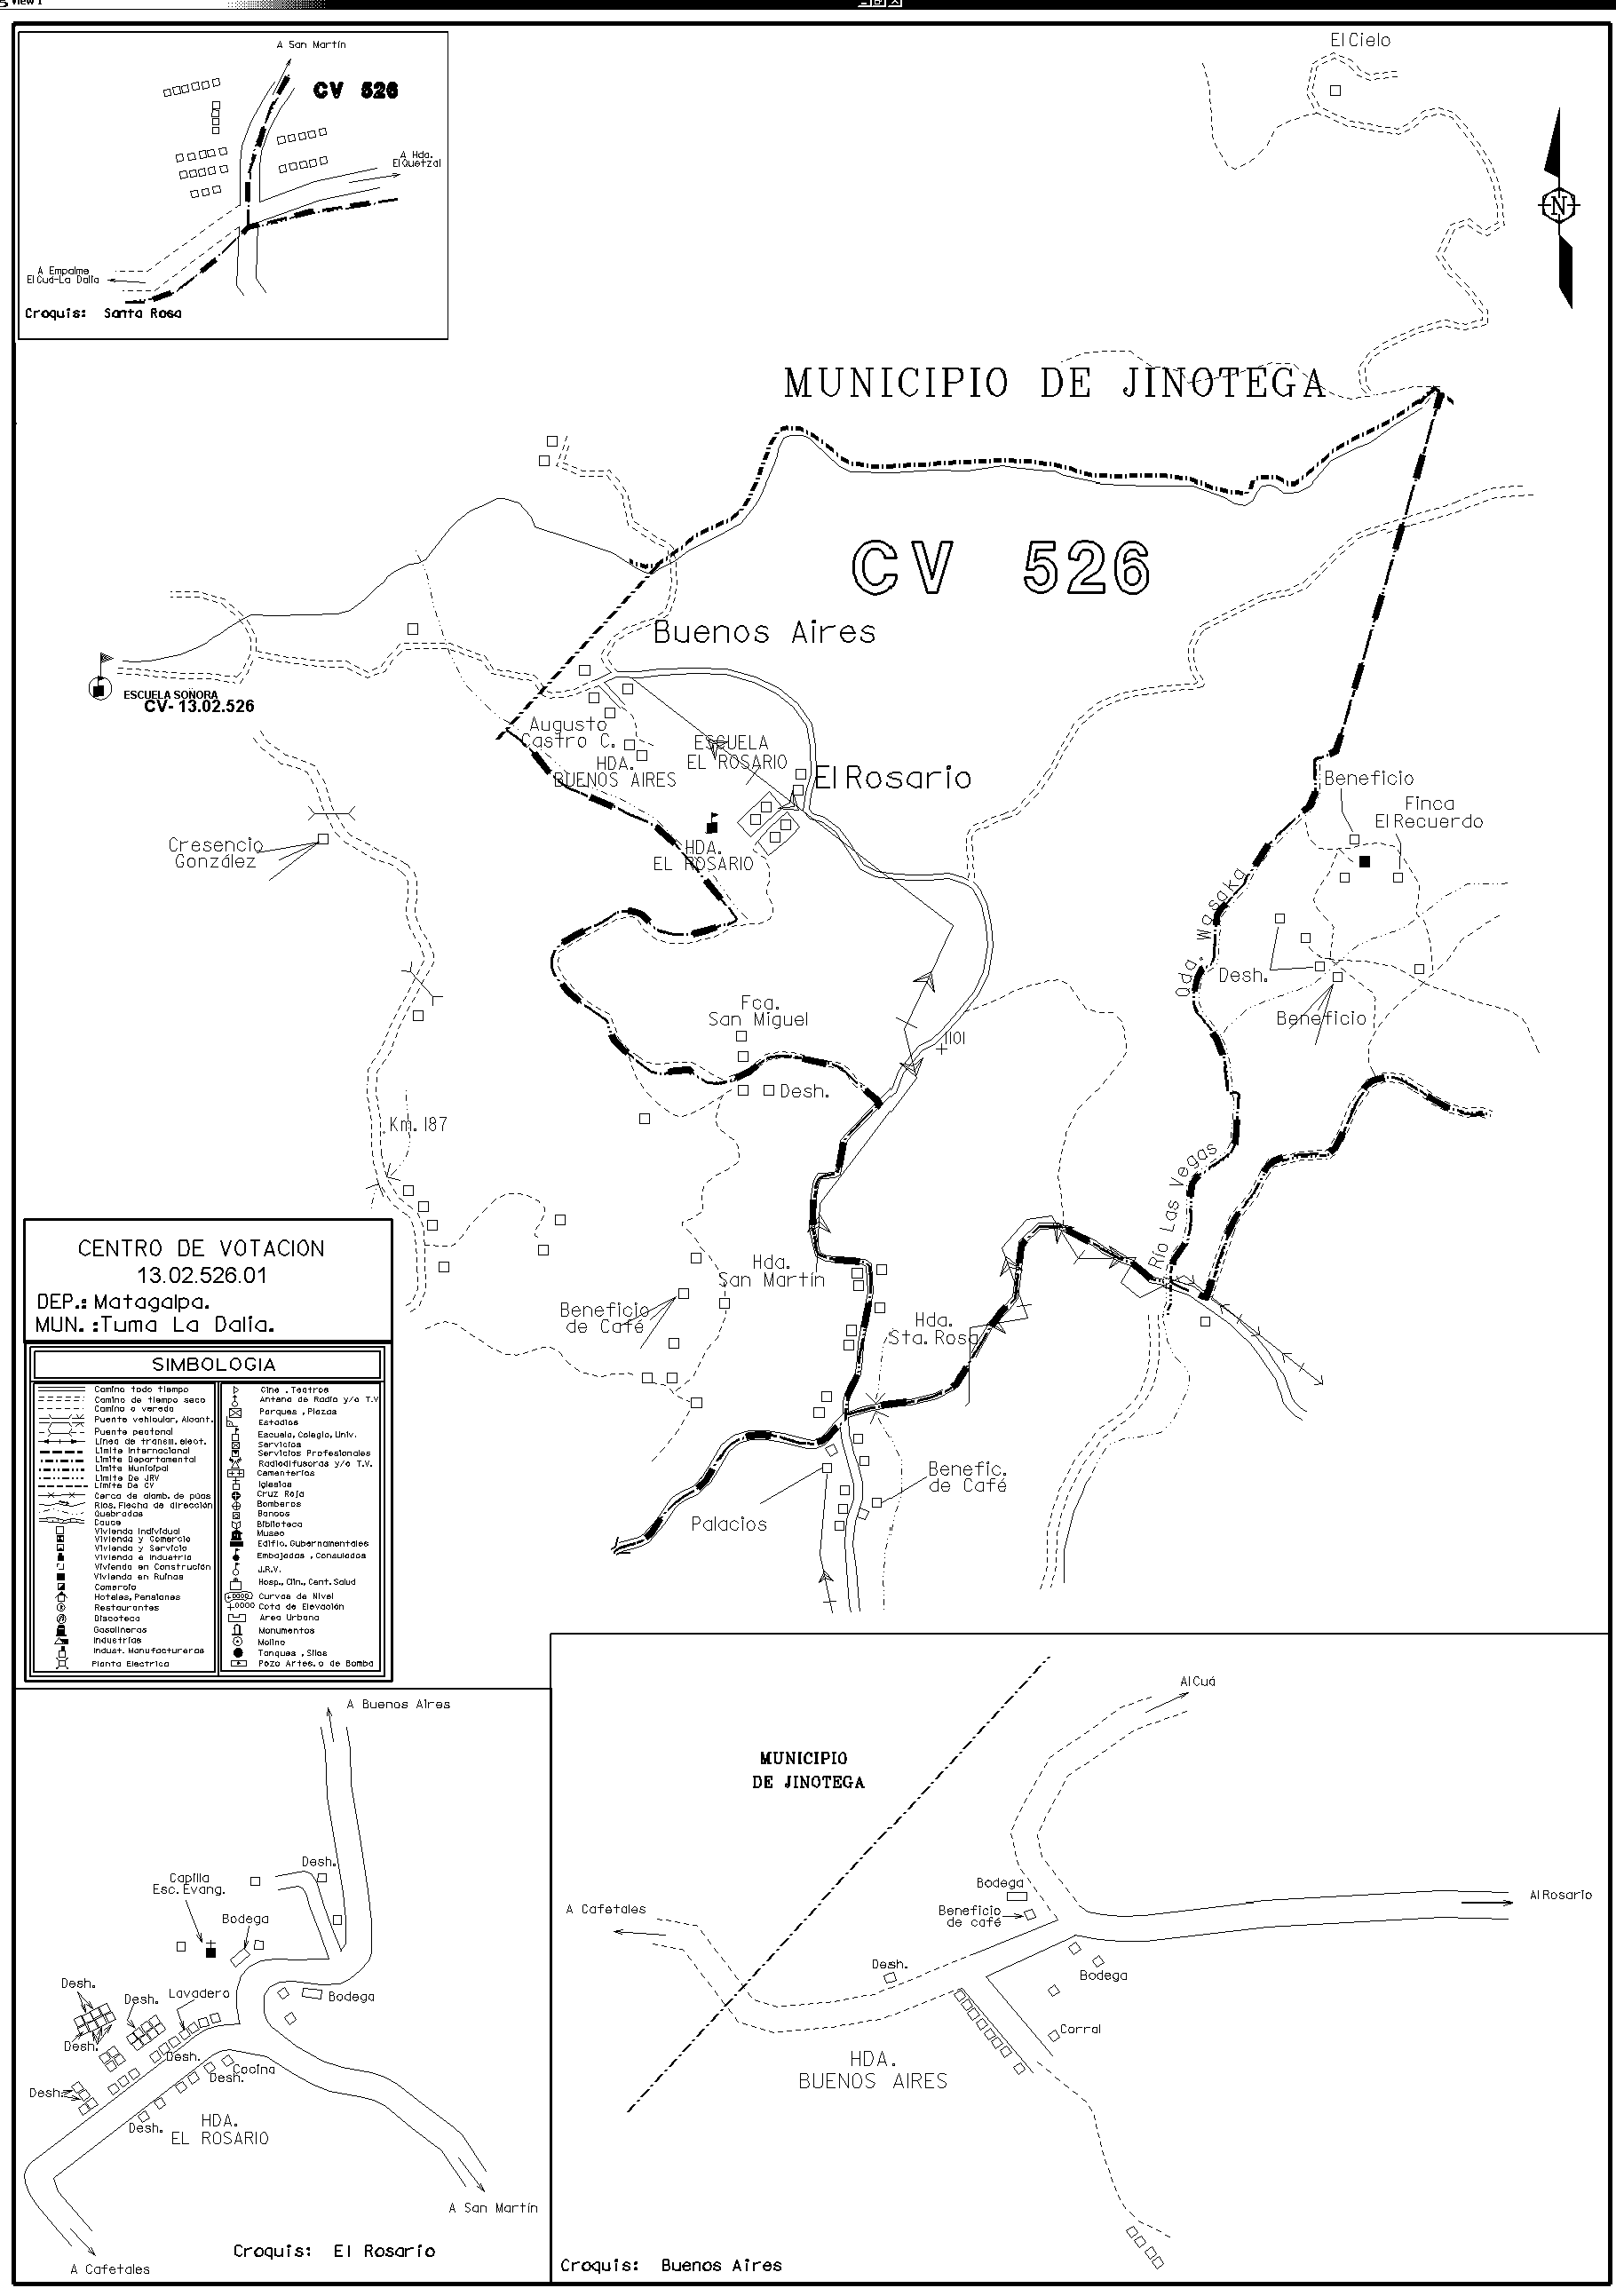 View 1
A San Martín
CV 526
A Hda.
El Quetzal
A Empalme
El Cuá-La Dalia
Croquis: Santa Rosa
El Cielo
N
MUNICIPIO DE JINOTEGA
CV 526
Buenos Aires
ESCUELA SOÑORA
CV- 13.02.526
Augusto
Castro C.
HDA.
BUENOS AIRES
ESCUELA
EL ROSARIO
El Rosario
HDA.
EL ROSARIO
Beneficio
Finca
El Recuerdo
Cresencio
González
Qda. Wasaka
Desh.
Beneficio
Fca.
San Miguel
1101
Desh.
Km. 187
Río Las Vegas
Hda.
San Martín
Beneficio
de Café
Hda.
Sta. Rosa
Benefic.
de Café
Palacios
CENTRO DE VOTACION
13.02.526.01
DEP.: Matagalpa.
MUN. :Tuma La Dalia.
SIMBOLOGIA
Camino todo tiempo
Camino de tiempo seco
Camino o vereda
Puente vehicular, Alcant.
Puente peatonal
Línea de transm. elect.
Límite Internacional
Límite Departamental
Límite Municipal
Límite De JRV
Límite De CV
Cerca de alamb. de púas
Ríos, Flecha de dirección
Quebradas
Cauce
Vivienda Individual
Vivienda y Comercio
Vivienda y Servicio
Vivienda e Industria
Vivienda en Construción
Vivienda en Ruinas
Comercio
Hoteles, Pensiones
Restaurantes
Discoteca
Gasolineras
Industrias
Indust. Manufactureras
Planta Electrica
Cine . Teatros
Antena de Radio y/o T.V
Parques , Plazas
Estadios
Escuela, Colegio, Univ.
Servicios
Servicios Profesionales
Radiodifusoras y/o T.V.
Cementerios
Iglesias
Cruz Roja
Bomberos
Bancos
Biblioteca
Museo
Edific. Gubernamentales
Embajadas , Consulados
J.R.V.
Hosp., Clin., Cent. Salud
Curvas de Nivel
Cota de Elevación
Area Urbana
Monumentos
Molino
Tanques , Silos
Pozo Artes. o de Bomba
A Buenos Aires
Desh.
Capilla
Esc. Evang.
Bodega
Desh.
Desh.
Lavadero
Bodega
Desh.
Desh.
Cocina
Desh.
Desh.
Desh.
HDA.
EL ROSARIO
A San Martín
A Cafetales
Croquis: El Rosario
Al Cuá
MUNICIPIO
DE JINOTEGA
Bodega
Beneficio
de café
Al Rosario
A Cafetales
Desh.
Bodega
Corral
HDA.
BUENOS AIRES
Croquis: Buenos Aires